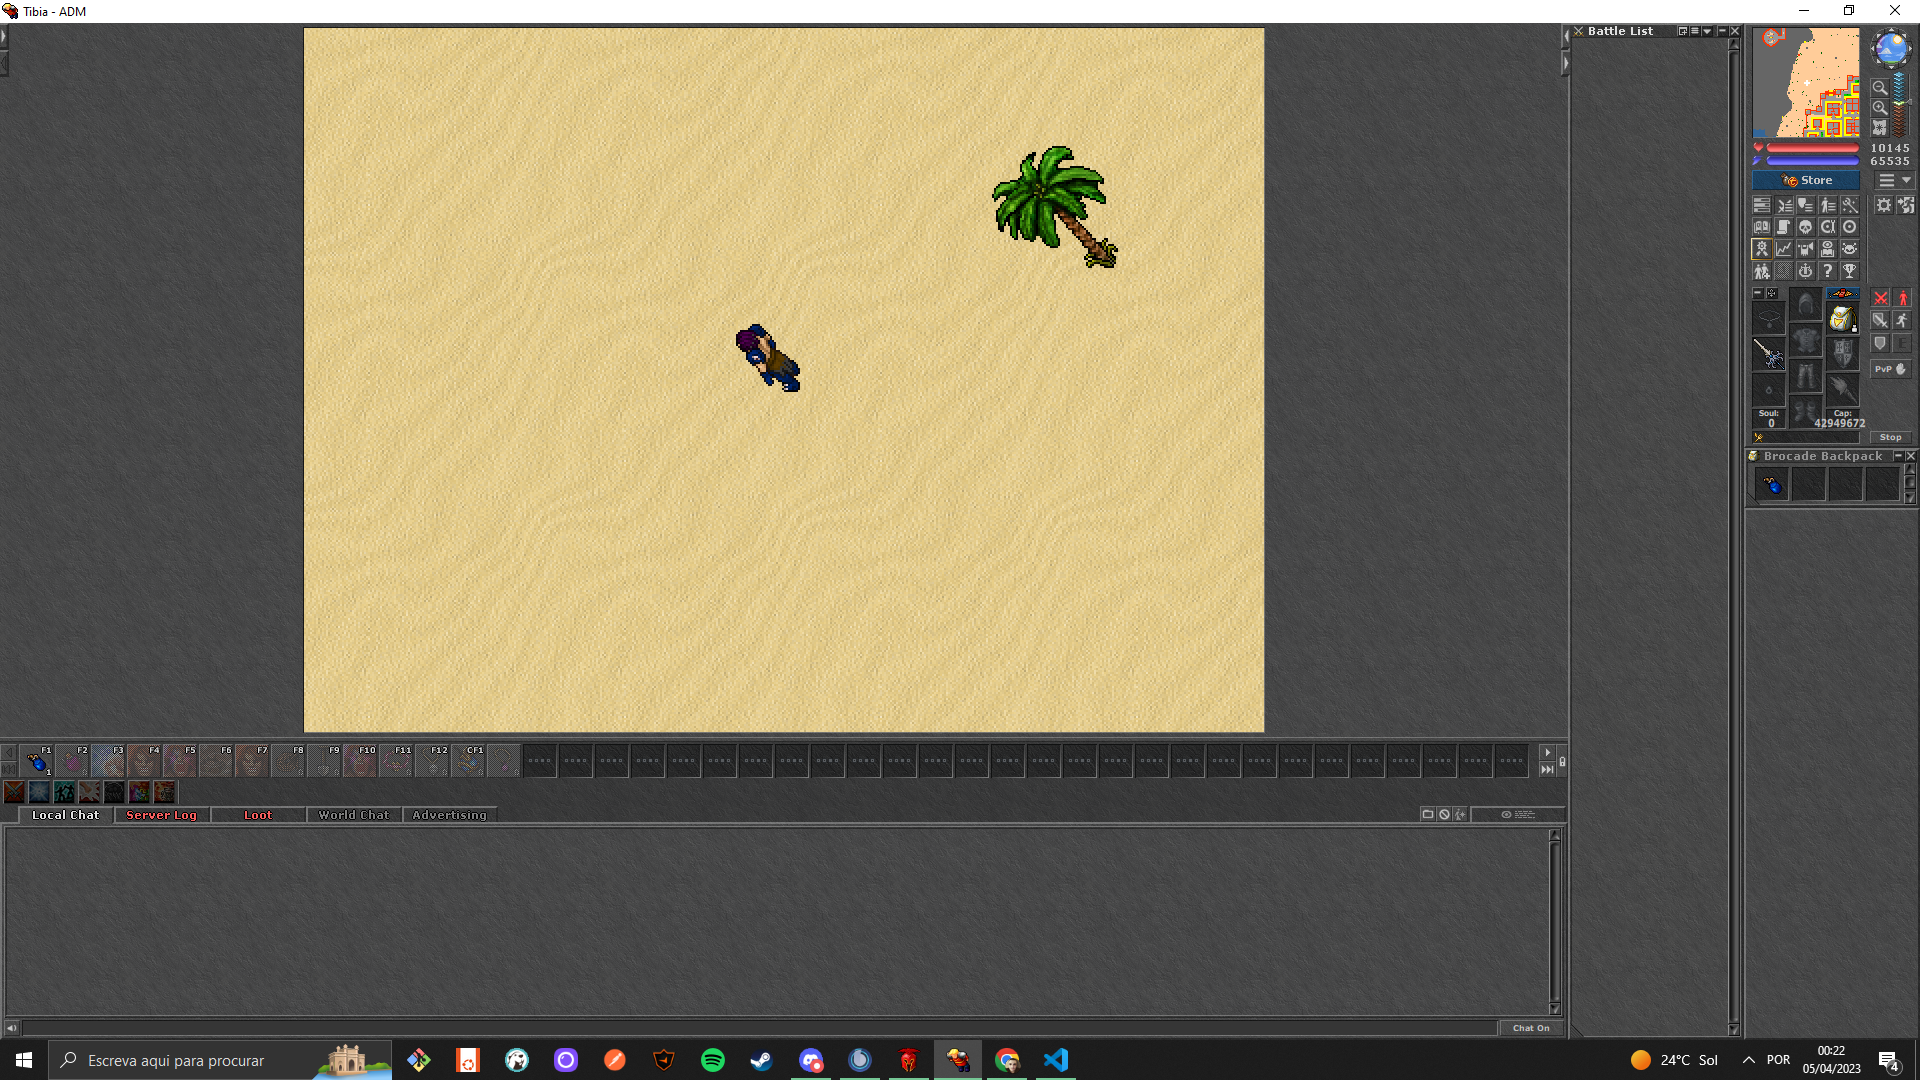 Tibia - ADM
Battle List
10145
65535
Store
PvP
Soul:
0
Cap:
42949672
Stop
Brocade Backpack
F1 F2 F3 F4 F5 F6 F7 F8 F9 F10 F11 F12 CF1
1
Local Chat
Server Log
Loot
World Chat
Advertising
Chat On
Escreva aqui para procurar
24°C Sol
POR
00:22
05/04/2023
4